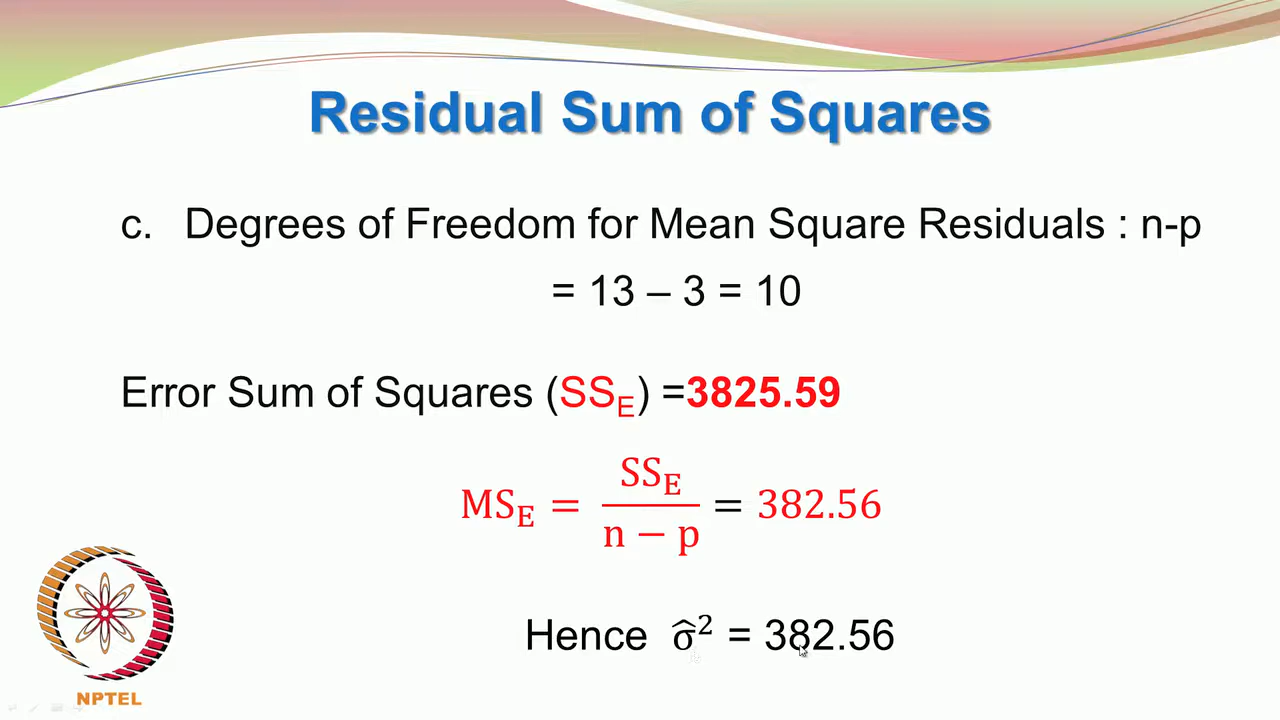 Residual Sum of Squares
c. Degrees of Freedom for Mean Square Residuals : n-p
= 13 – 3 = 10
Error Sum of Squares (SS_E) =3825.59
MS_E = SS_E / n − p = 382.56
Hence σ̂² = 382.56
NPTEL